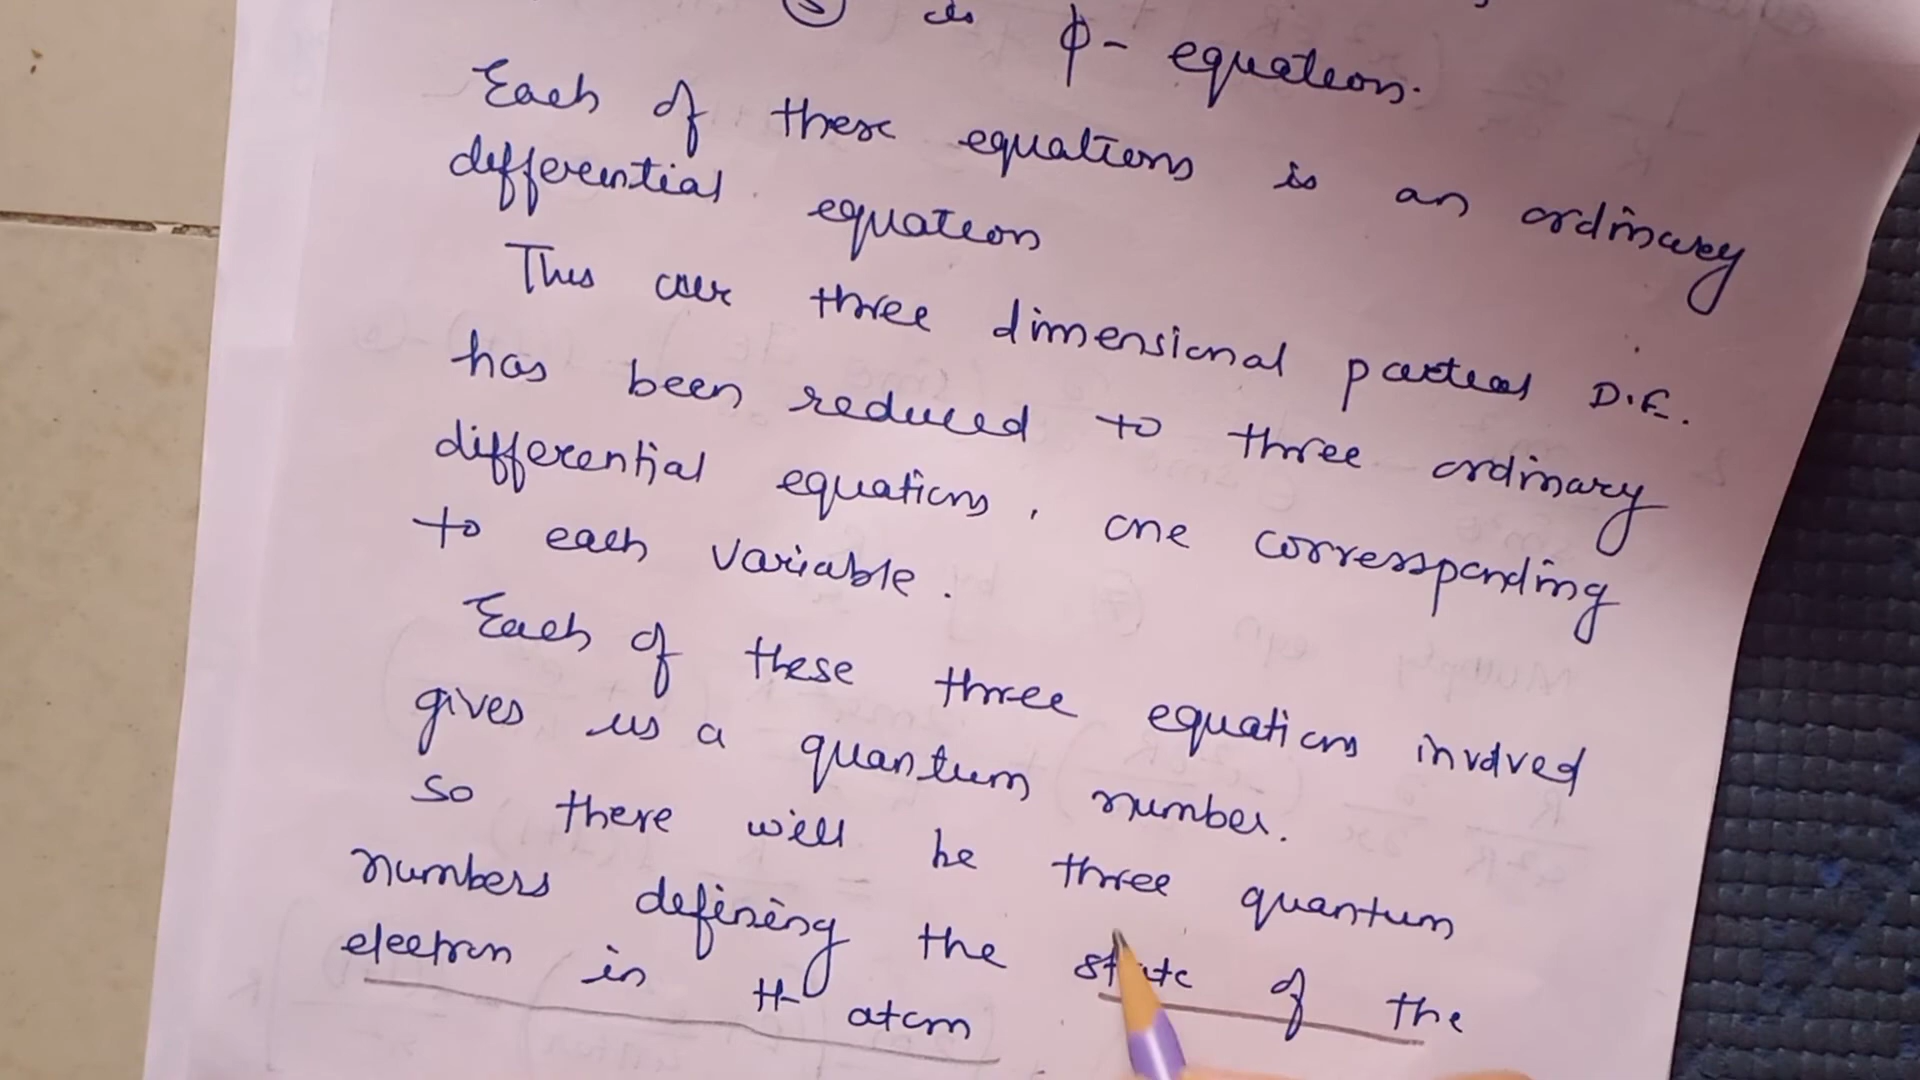 is ϕ- equation.
Each of these equations is an ordinary
differential equation
Thus our three dimensional partial D.E.
has been reduced to three ordinary
differential equations, one corresponding
to each variable.
Each of these three equations involved
gives us a quantum number.
So there will be three quantum
numbers defining the state of the
electron in H atom